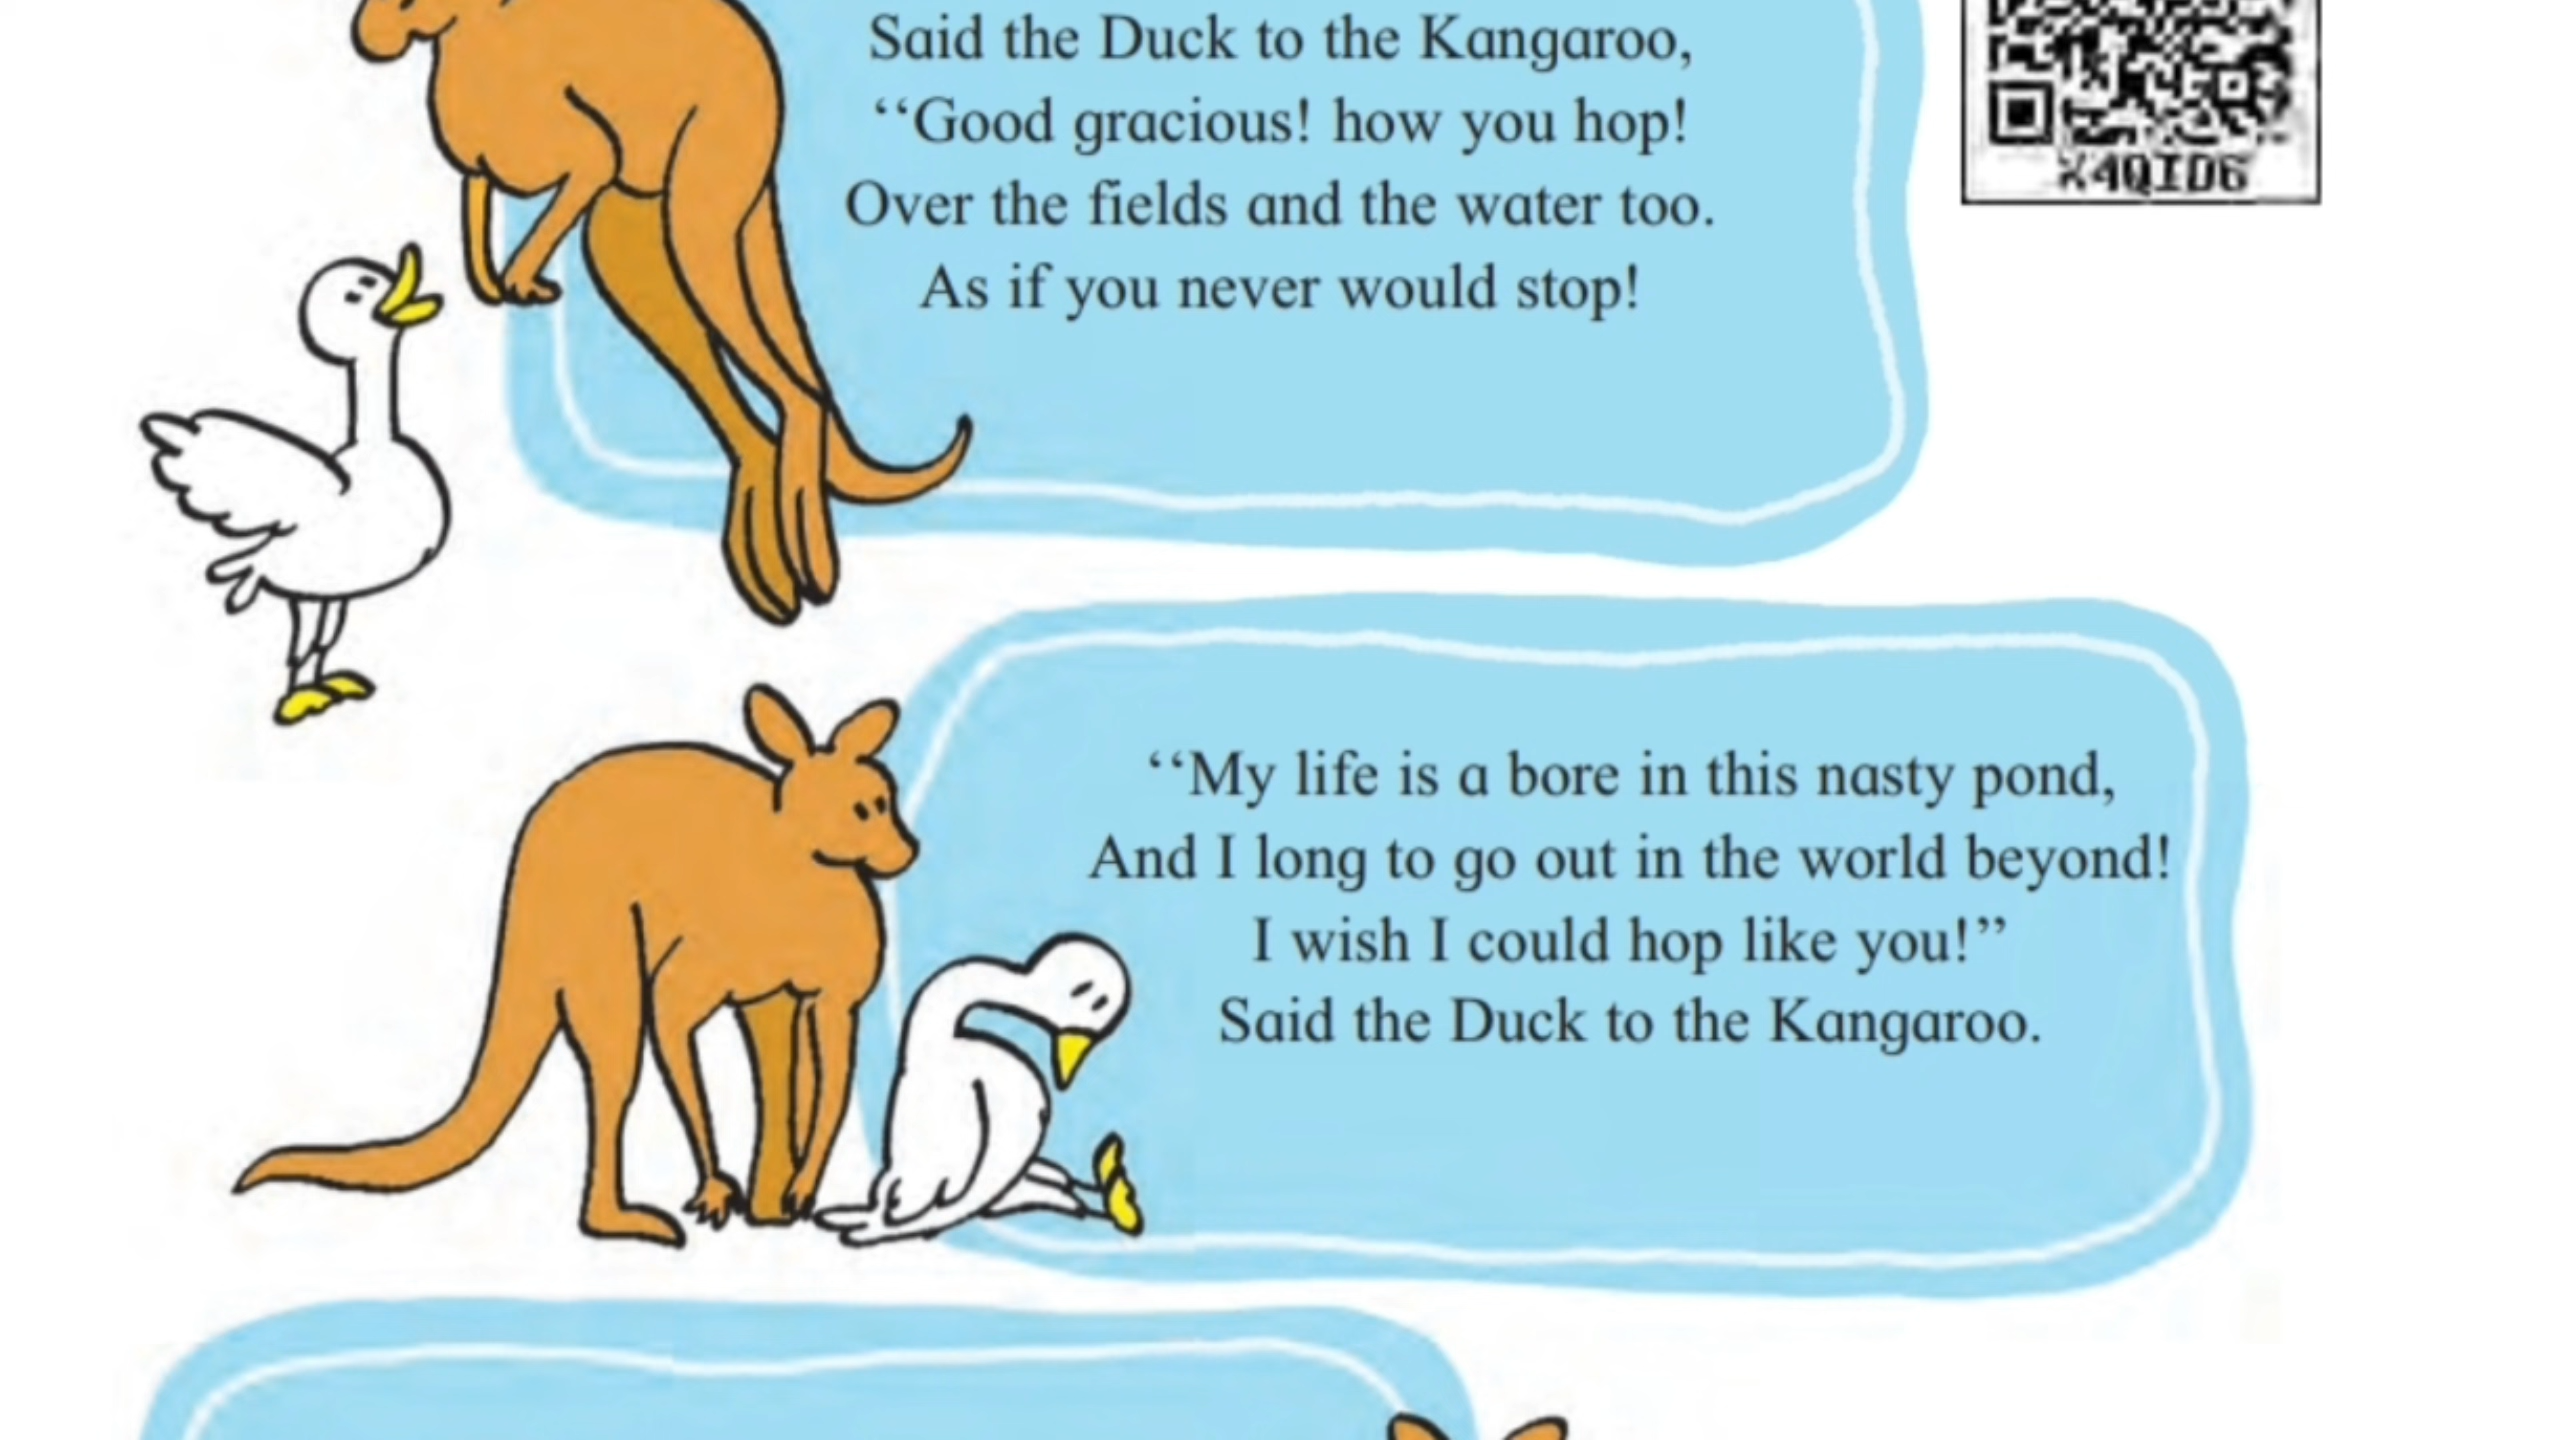 Said the Duck to the Kangaroo,
‘‘Good gracious! how you hop!
Over the fields and the water too.
As if you never would stop!
X4QID6
‘‘My life is a bore in this nasty pond,
And I long to go out in the world beyond!
I wish I could hop like you!’’
Said the Duck to the Kangaroo.